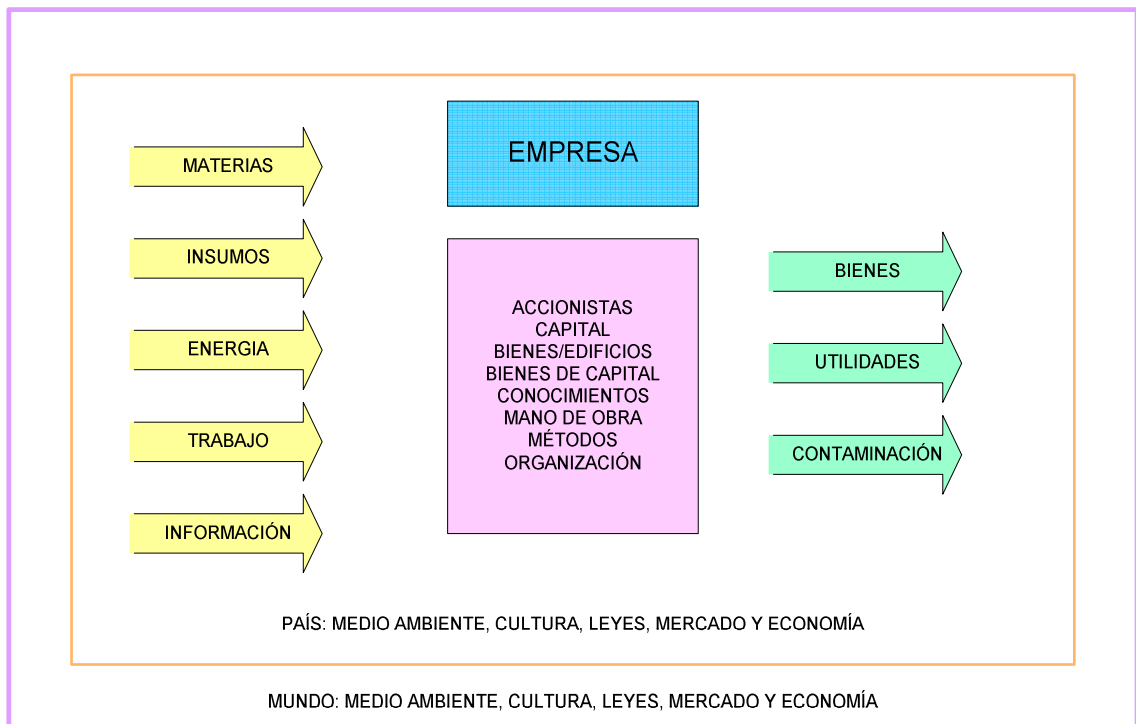 MATERIAS
INSUMOS
ENERGIA
TRABAJO
INFORMACIÓN
EMPRESA
ACCIONISTAS
CAPITAL
BIENES/EDIFICIOS
BIENES DE CAPITAL
CONOCIMIENTOS
MANO DE OBRA
MÉTODOS
ORGANIZACIÓN
BIENES
UTILIDADES
CONTAMINACIÓN
PAÍS: MEDIO AMBIENTE, CULTURA, LEYES, MERCADO Y ECONOMÍA
MUNDO: MEDIO AMBIENTE, CULTURA, LEYES, MERCADO Y ECONOMÍA